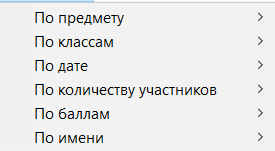 По предмету
По классам
По дате
По количеству участников
По баллам
По имени